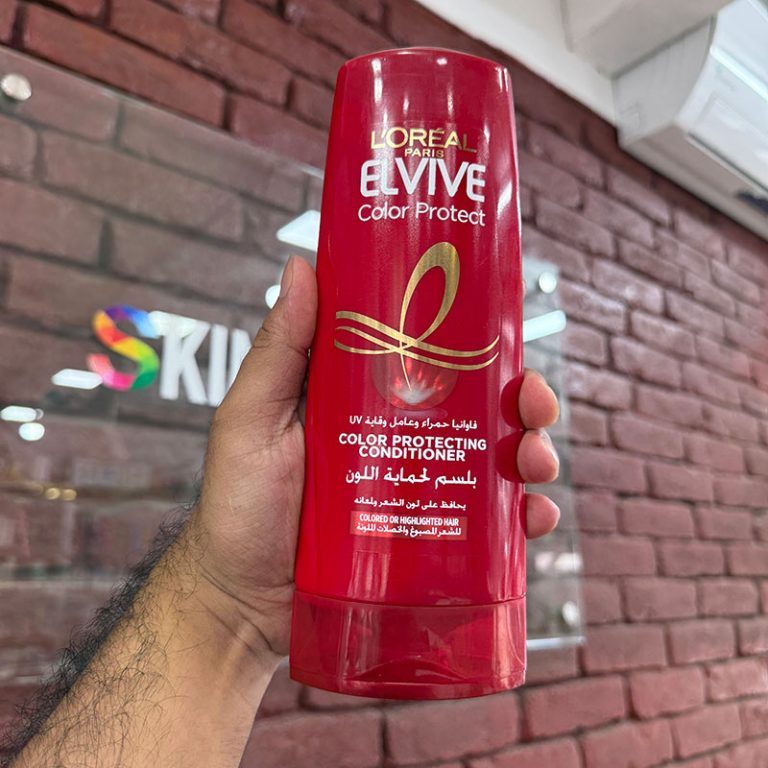 L'ORÉAL
PARIS
ELVIVE
Color Protect
فاوانيا حمراء وعامل وقاية UV
COLOR PROTECTING
CONDITIONER
بلسم لحماية اللون
يحافظ على لون الشعر ولمعانه
COLORED OR HIGHLIGHTED HAIR
للشعر المصبوغ والخصلات الملونة
SKIN